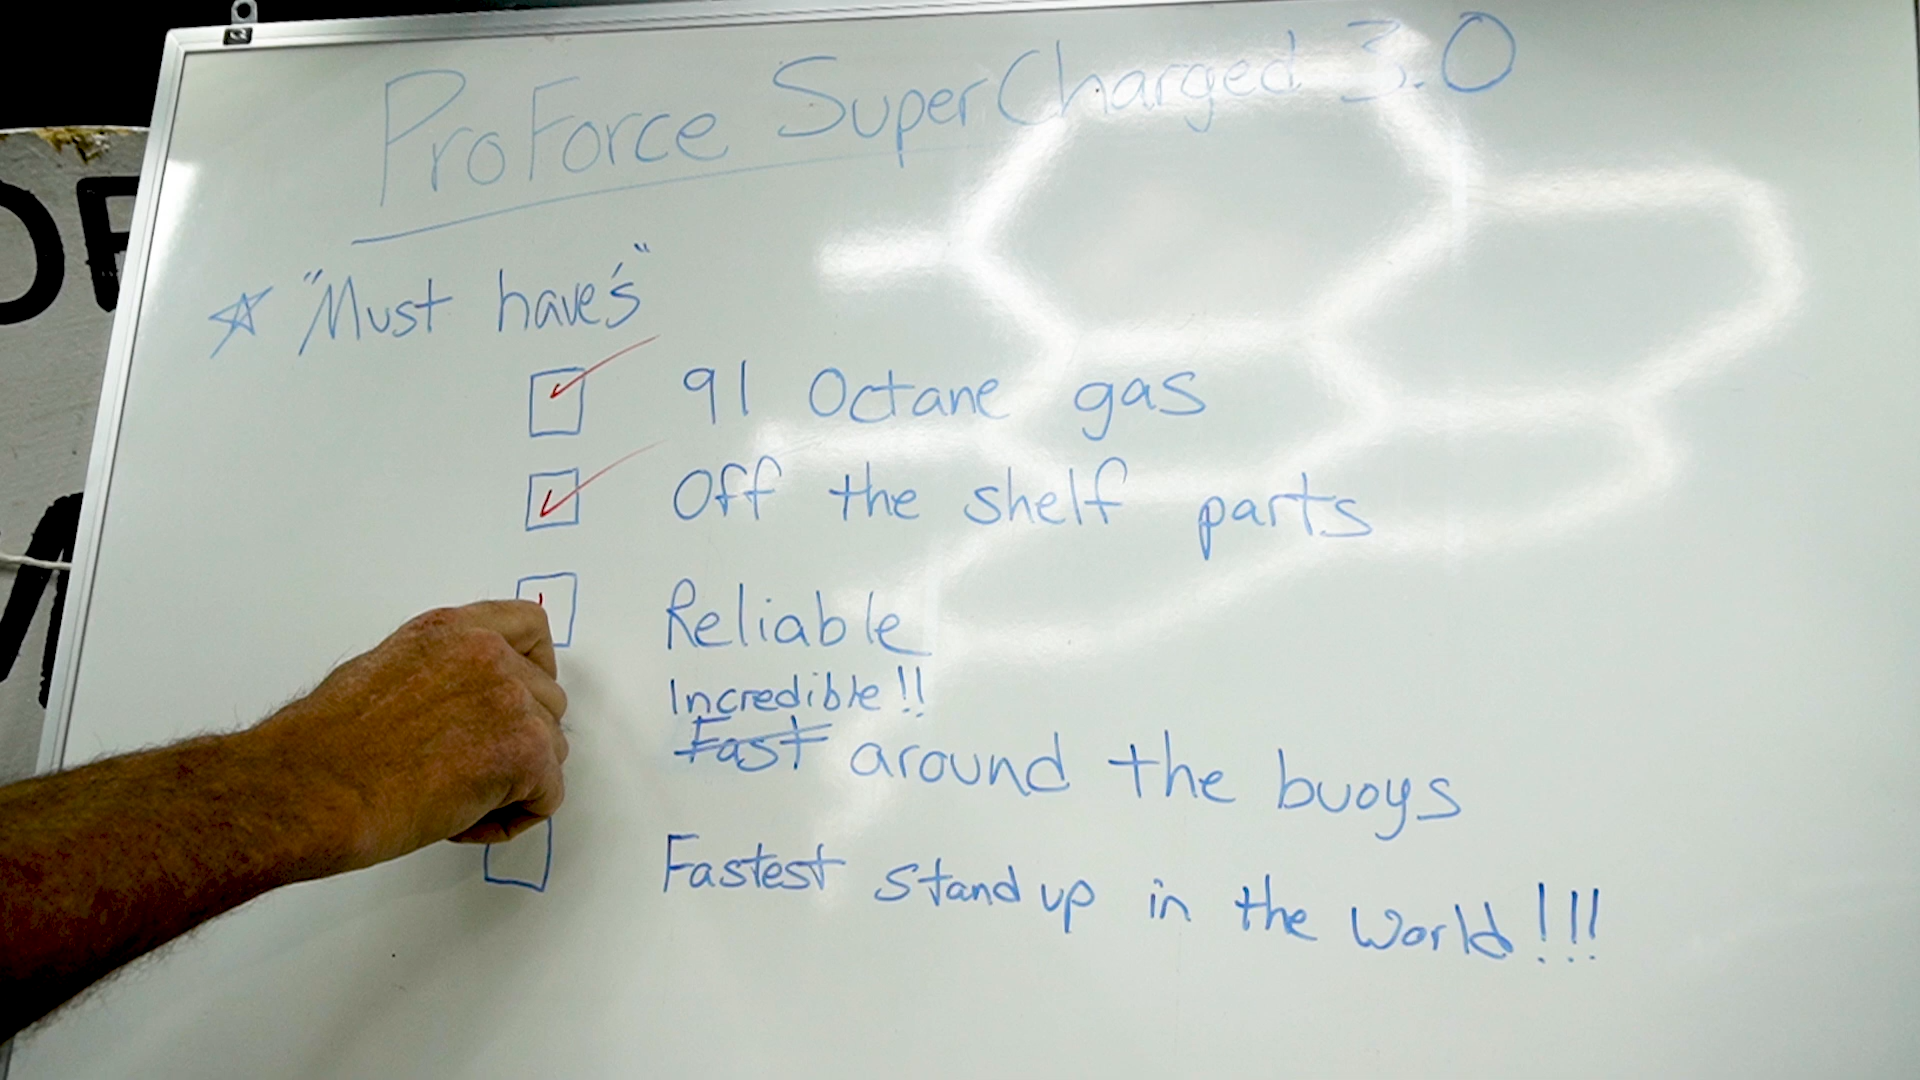 ProForce SuperCharged 3.0
"Must have's"
91 Octane gas
Off the shelf parts
Reliable
Incredible!!
Fast around the buoys
Fastest stand up in the World!!!